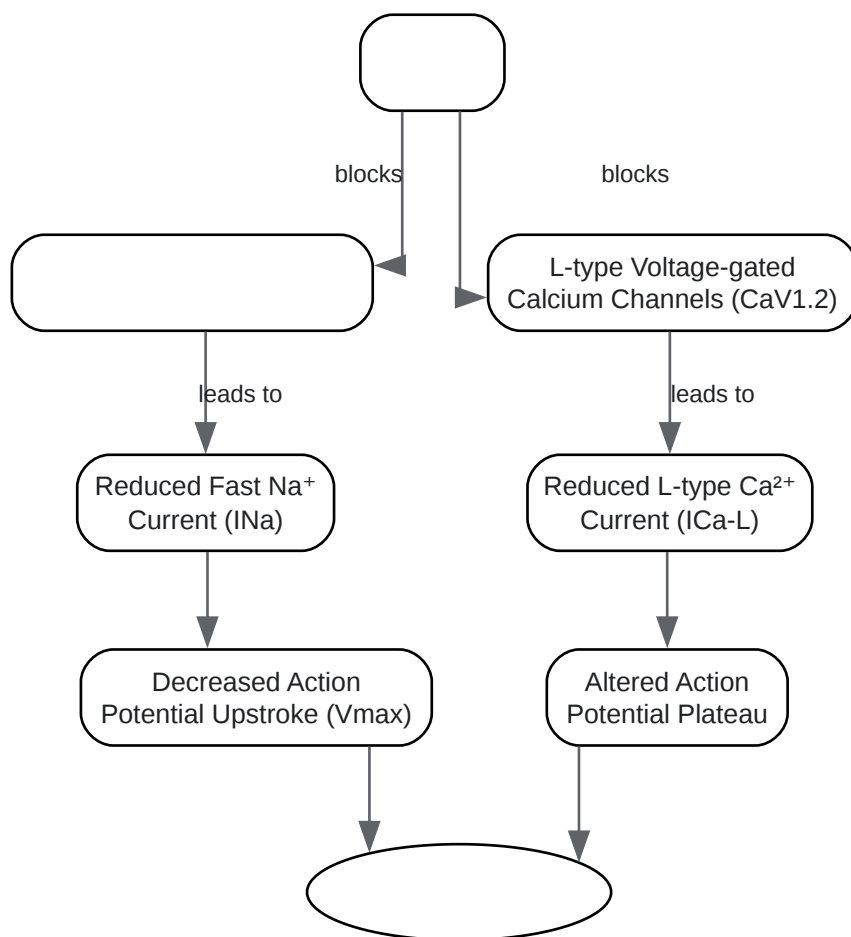 blocks
blocks
L-type Voltage-gated
Calcium Channels (CaV1.2)
leads to
leads to
Reduced Fast Na⁺
Current (INa)
Reduced L-type Ca²⁺
Current (ICa-L)
Decreased Action
Potential Upstroke (Vmax)
Altered Action
Potential Plateau